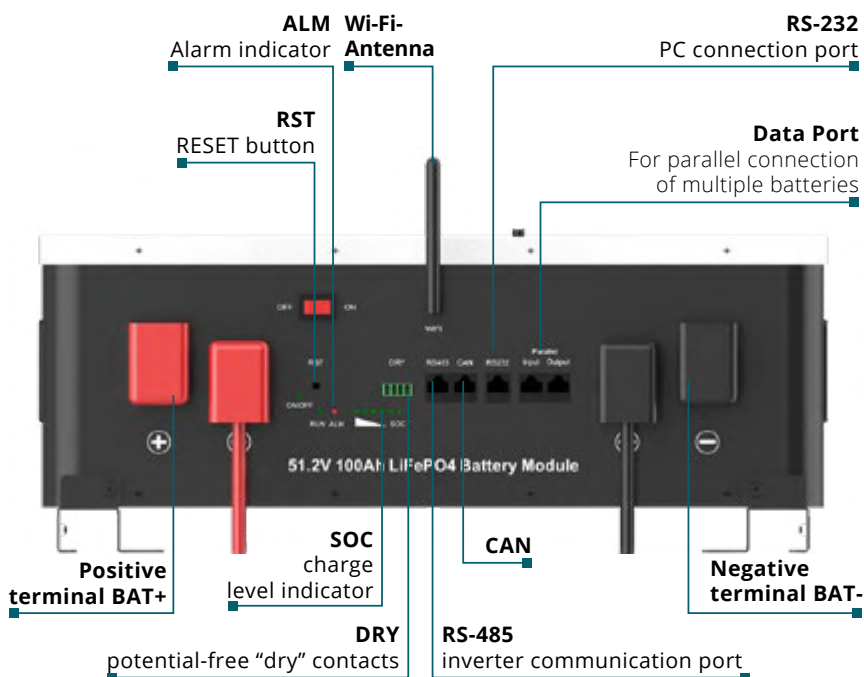 ALM
Alarm indicator
Wi-Fi-
Antenna
RS-232
PC connection port
RST
RESET button
Data Port
For parallel connection
of multiple batteries
OFF
ON
WIFI
RST
DRY
RS485
CAN
RS232
Parallel
Input
Output
ON/OFF
RUN
ALM
SOC
51.2V 100Ah LiFePO4 Battery Module
SOC
charge
level indicator
CAN
Positive
terminal BAT+
Negative
terminal BAT-
DRY
potential-free “dry” contacts
RS-485
inverter communication port